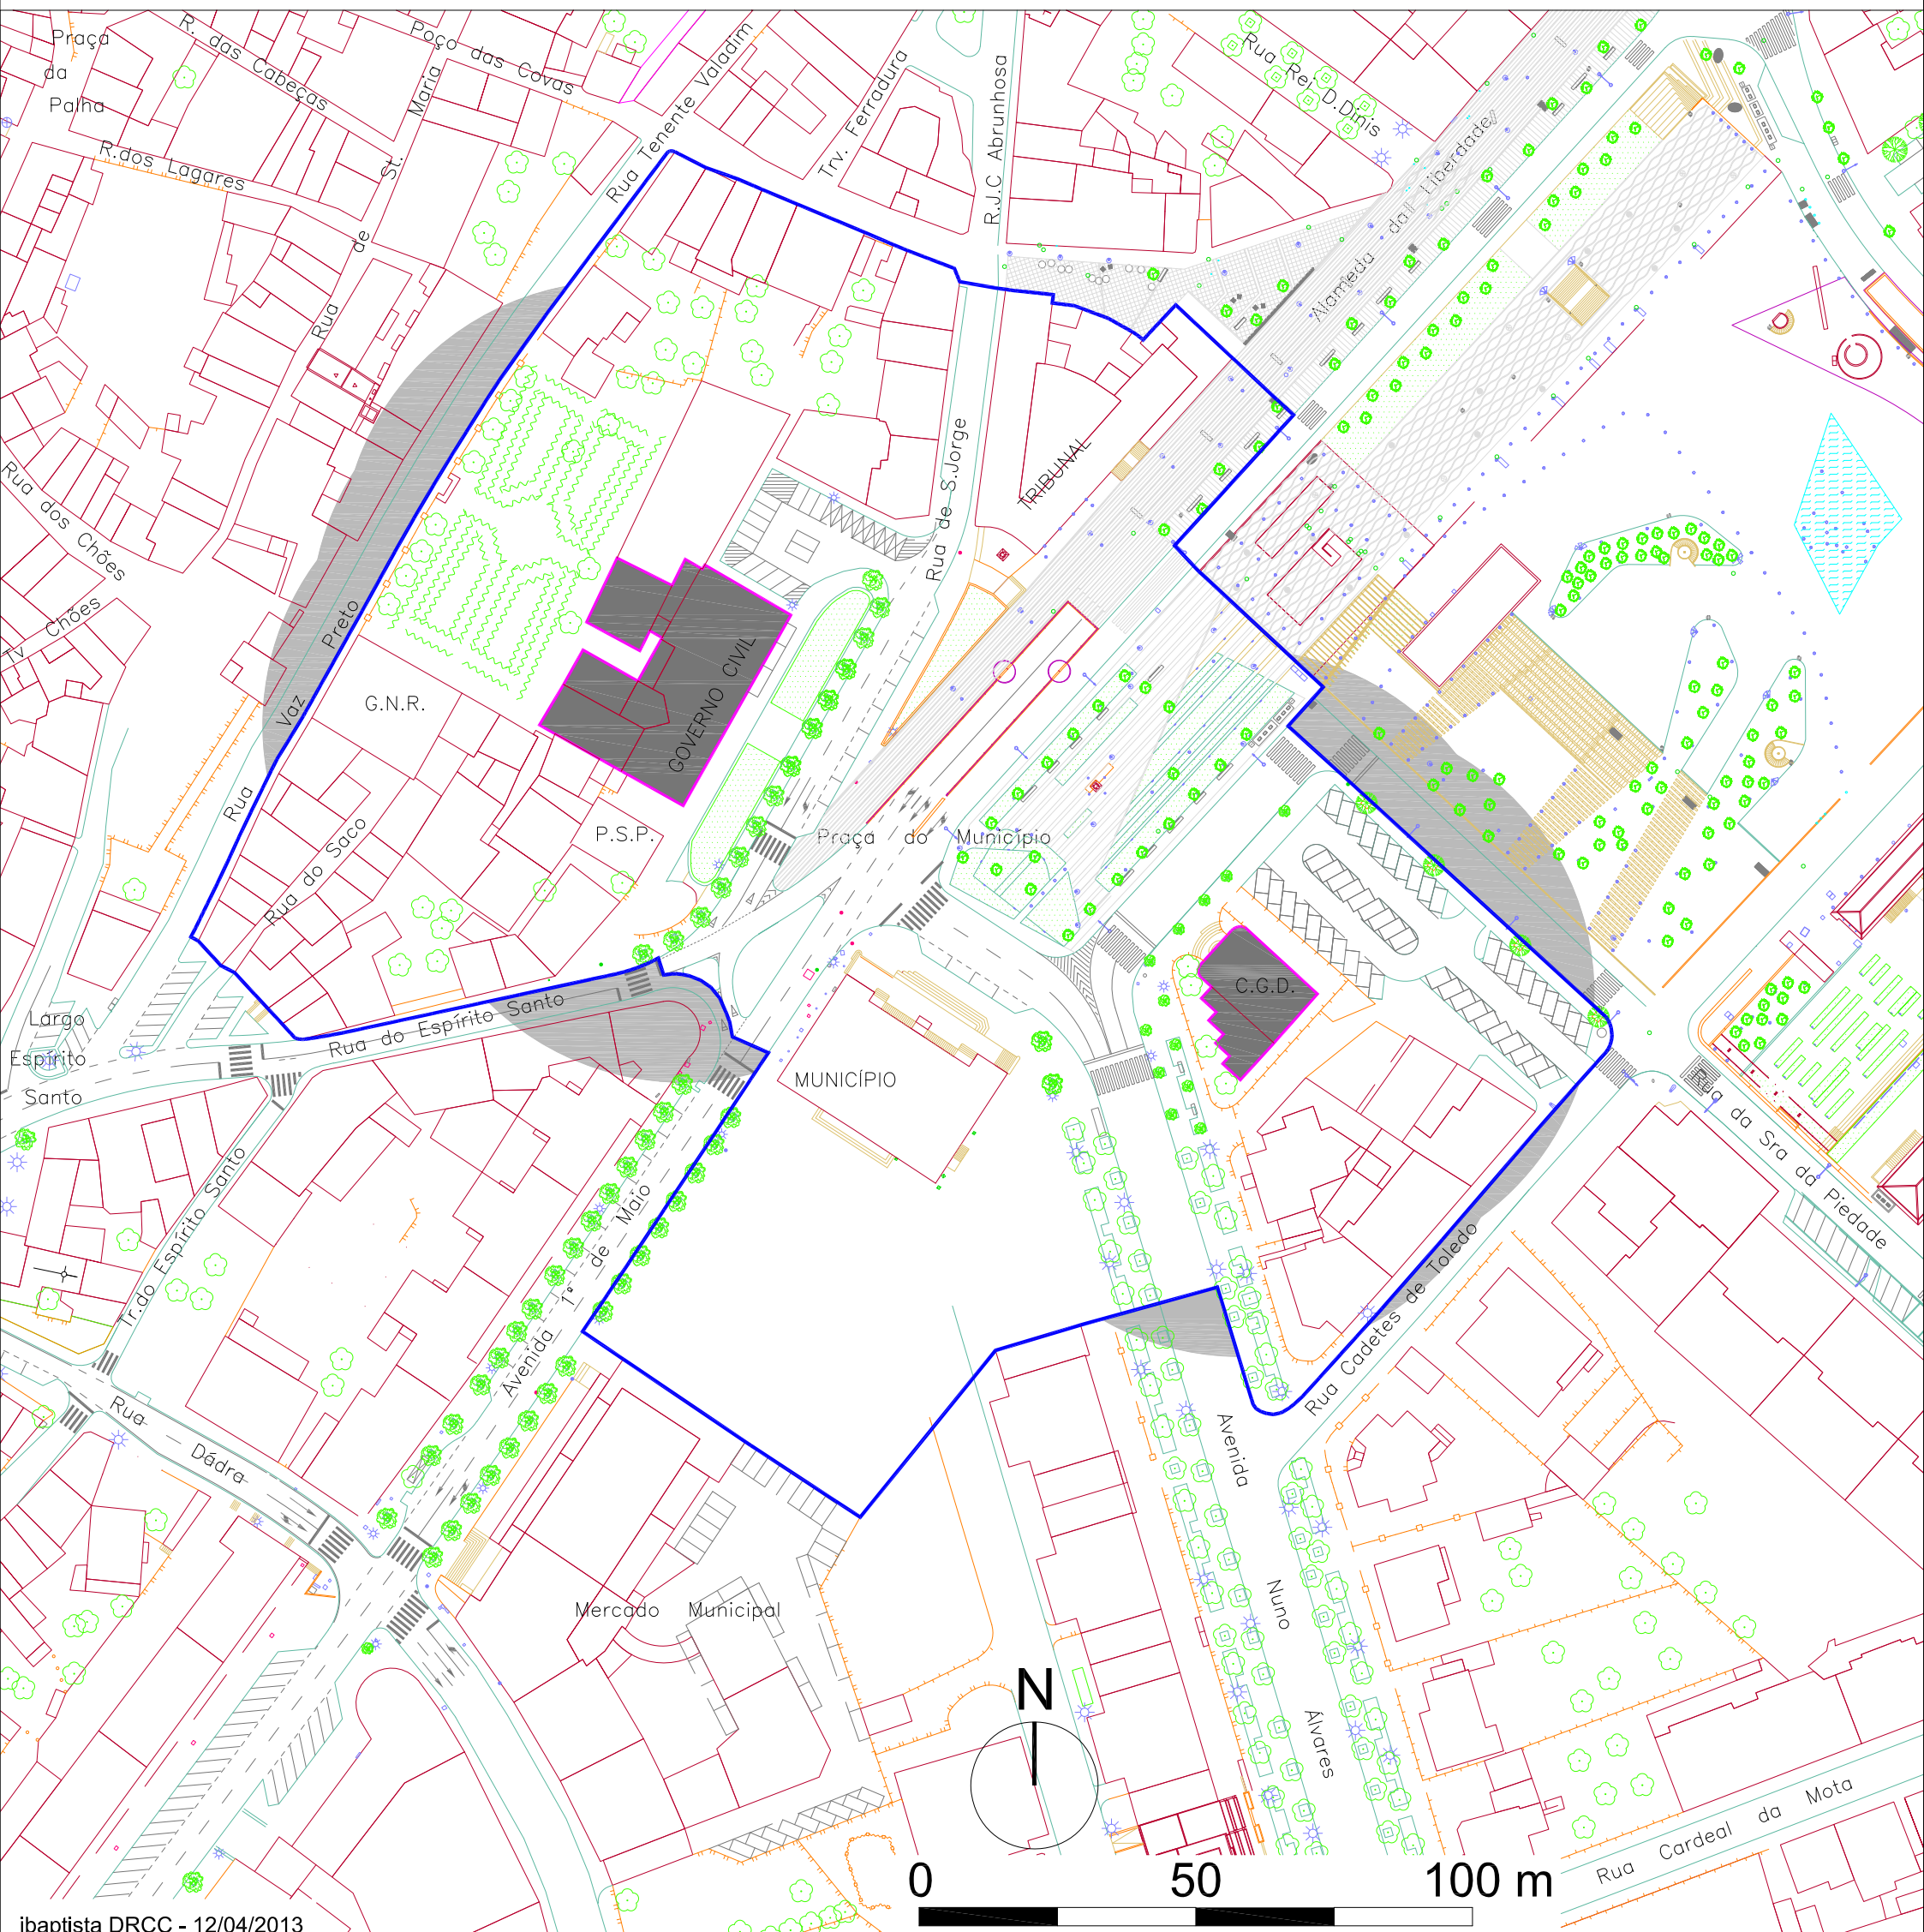 Praça
da
Palha
R. das Cabeças
Poço das Covas
Rua Tenente Valadim
Trv. Ferradura
R.J.C Abrunhosa
Rua Rei D.Dinis
Alameda da Liberdade
R.dos Lagares
Rua de St. Maria
Rua dos Chões
Tv Chões
Rua Vaz Preto
G.N.R.
GOVERNO CIVIL
Rua de S.Jorge
TRIBUNAL
P.S.P.
Praça do Município
Rua do Saco
C.G.D.
Largo
Espírito
Santo
Rua do Espírito Santo
MUNICÍPIO
Tr.do Espírito Santo
Avenida 1º de Maio
Rua da Sra da Piedade
Rua Cadetes de Toledo
Rua Dádra
Avenida Nuno Álvares
Mercado Municipal
Rua Cardeal da Mota
N
0 50 100 m
ibaptista DRCC - 12/04/2013